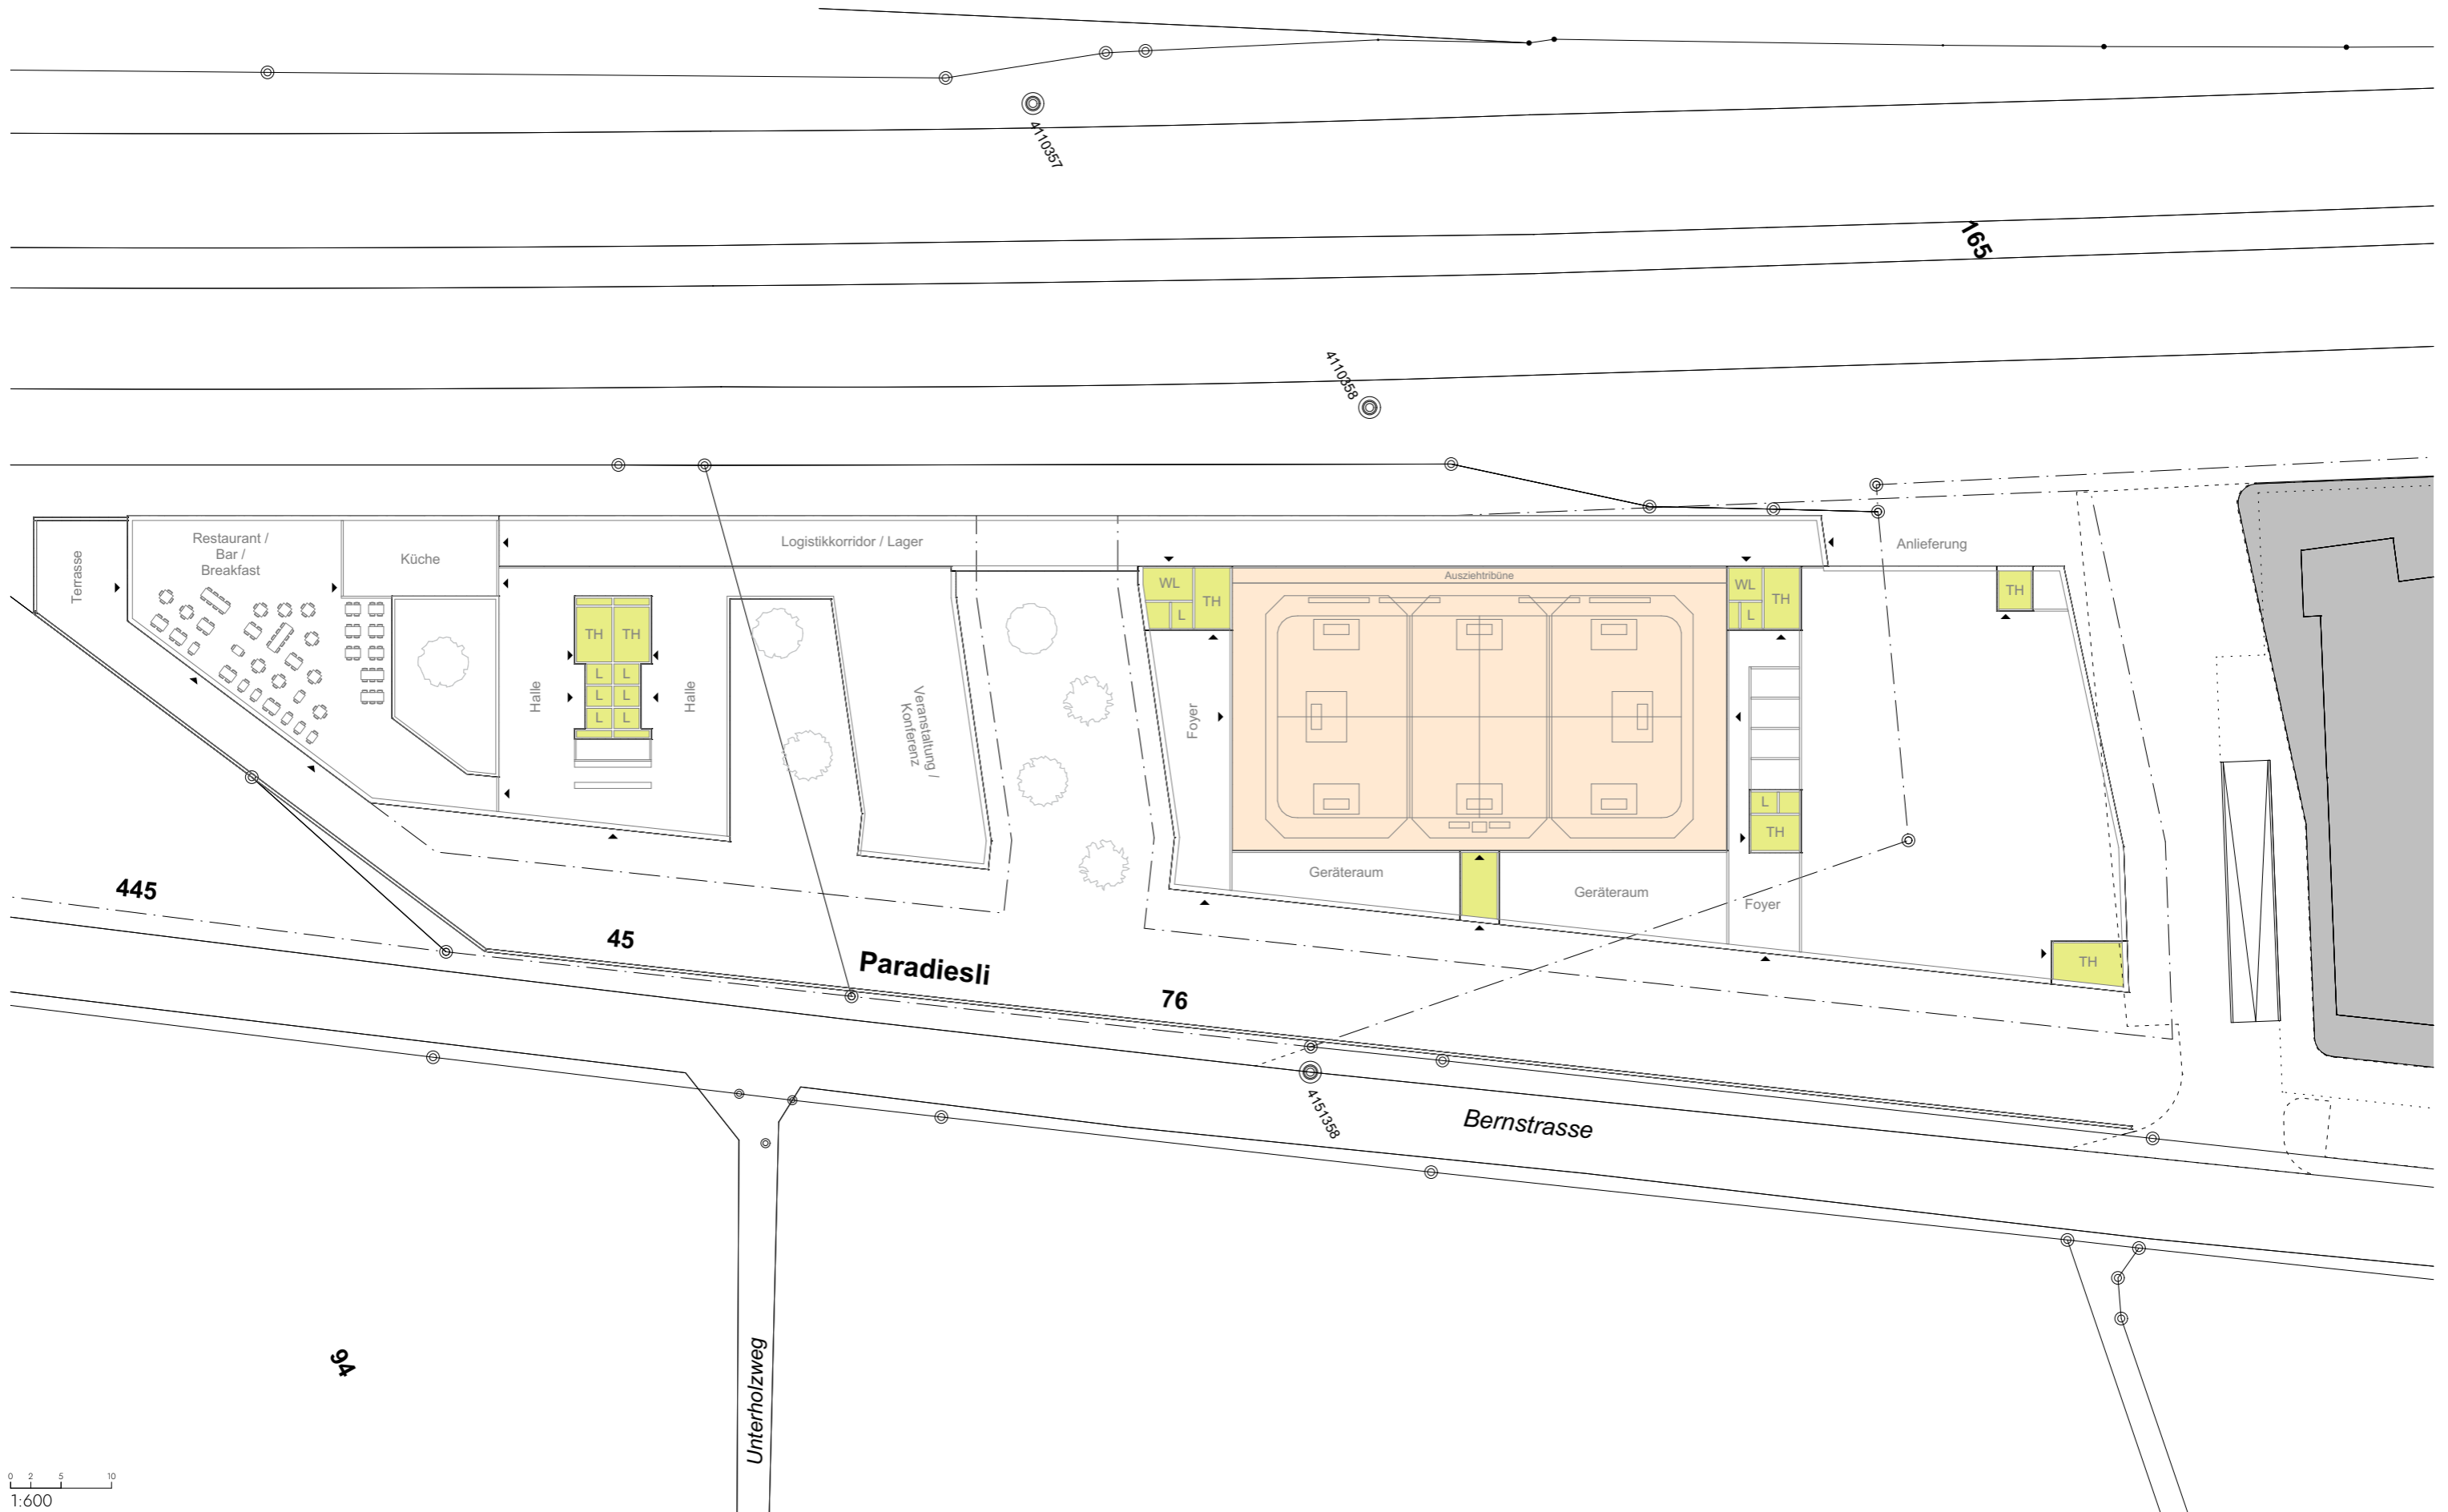 4110357
165
4110358
Restaurant /
Bar /
Breakfast
Küche
Logistikkorridor / Lager
Anlieferung
Terrasse
Ausziehtribüne
WL
TH
L
WL
TH
L
TH
TH
TH
L
L
L
L
L
L
Halle
Halle
Veranstaltung /
Konferenz
Foyer
L
TH
Geräteraum
Geräteraum
Foyer
TH
445
45
Paradiesli
76
4151358
Bernstrasse
94
Unterholzweg
0 2 5 10
1:600